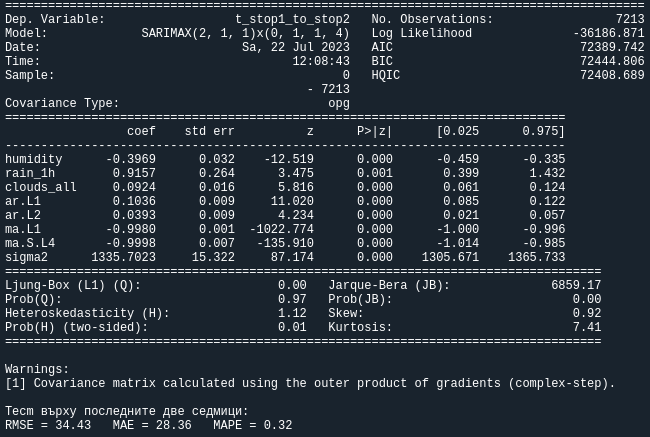 ==========================================================================================
Dep. Variable:                  t_stop1_to_stop2   No. Observations:                 7213
Model:             SARIMAX(2, 1, 1)x(0, 1, 1, 4)   Log Likelihood              -36186.871
Date:                            Sa, 22 Jul 2023   AIC                          72389.742
Time:                                   12:08:43   BIC                          72444.806
Sample:                                        0   HQIC                         72408.689
                                          - 7213
Covariance Type:                             opg
==============================================================================
                 coef    std err          z      P>|z|      [0.025      0.975]
------------------------------------------------------------------------------
humidity      -0.3969      0.032    -12.519      0.000      -0.459      -0.335
rain_1h        0.9157      0.264      3.475      0.001       0.399       1.432
clouds_all     0.0924      0.016      5.816      0.000       0.061       0.124
ar.L1          0.1036      0.009     11.020      0.000       0.085       0.122
ar.L2          0.0393      0.009      4.234      0.000       0.021       0.057
ma.L1         -0.9980      0.001  -1022.774      0.000      -1.000      -0.996
ma.S.L4       -0.9998      0.007   -135.910      0.000      -1.014      -0.985
sigma2      1335.7023     15.322     87.174      0.000    1305.671    1365.733
===================================================================================
Ljung-Box (L1) (Q):                   0.00   Jarque-Bera (JB):              6859.17
Prob(Q):                              0.97   Prob(JB):                         0.00
Heteroskedasticity (H):               1.12   Skew:                             0.92
Prob(H) (two-sided):                  0.01   Kurtosis:                         7.41
===================================================================================
Warnings:
[1] Covariance matrix calculated using the outer product of gradients (complex-step).
Тест върху последните две седмици:
RMSE = 34.43   MAE = 28.36   MAPE = 0.32